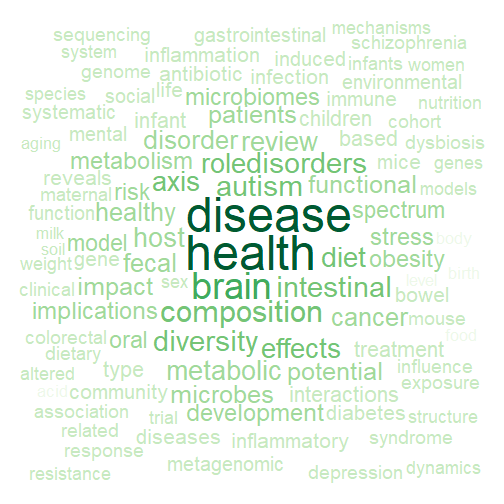 sequencing gastrointestinal mechanisms
system inflammation induced schizophrenia
genome antibiotic infection infants women
species social life microbiomes environmental
systematic infant patients immune nutrition
mental disorder review children cohort
aging metabolism based dysbiosis
reveals axis role disorders mice genes
maternal risk autism functional models
function healthy disease spectrum
milk model host stress body
soil gene fecal health diet obesity
weight sex level birth
clinical impact brain intestinal bowel
implications composition cancer mouse
colorectal oral diversity effects food
dietary type metabolic potential treatment influence
altered acid community microbes interactions exposure
association trial development diabetes structure
related diseases inflammatory syndrome
response metagenomic depression dynamics
resistance